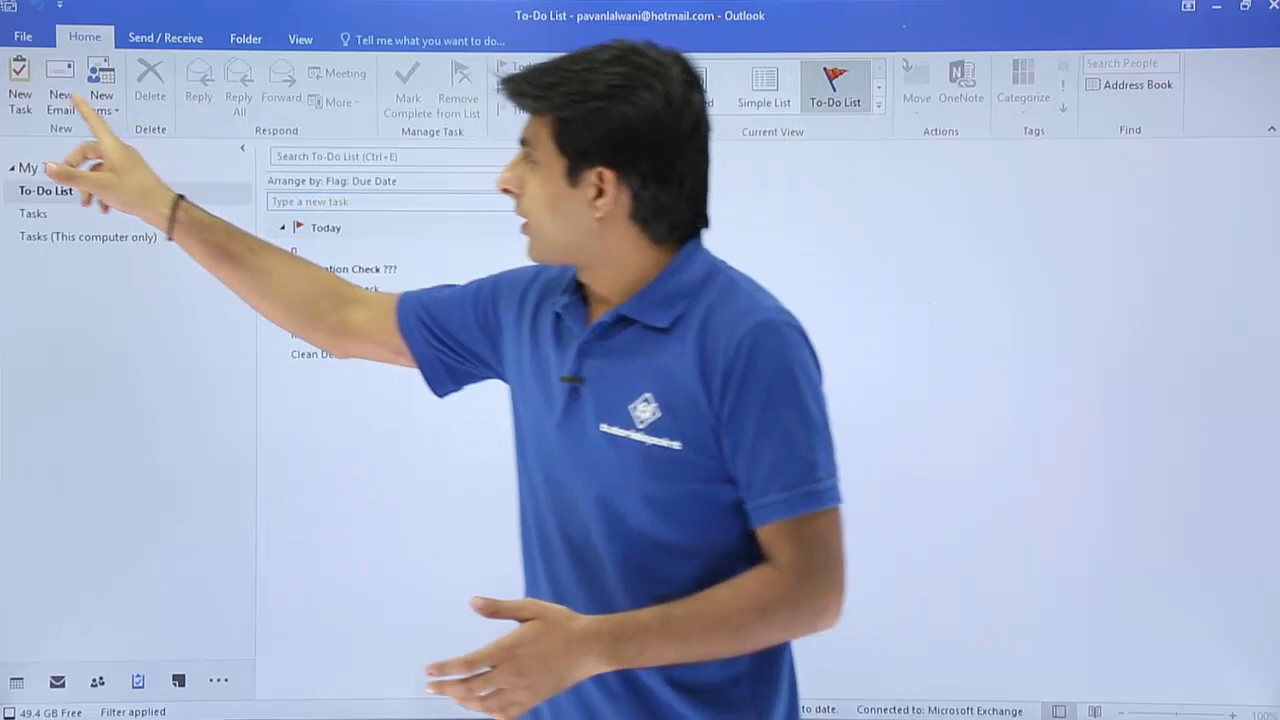 To-Do List - pavanlalwani@hotmail.com - Outlook
File Home Send / Receive Folder View Tell me what you want to do...
New Task
New Email
New
Delete
Reply
Reply All
Forward
Meeting
More
Mark Complete
Remove from List
Simple List
To-Do List
Move
OneNote
Categorize
Search People
Address Book
New Delete Respond Manage Task Current View Actions Tags Find
My
To-Do List
Tasks
Tasks (This computer only)
Search To-Do List (Ctrl+E)
Arrange by: Flag: Due Date
Type a new task
Today
Check ???
Clean
49.4 GB Free Filter applied
to date. Connected to: Microsoft Exchange
100%